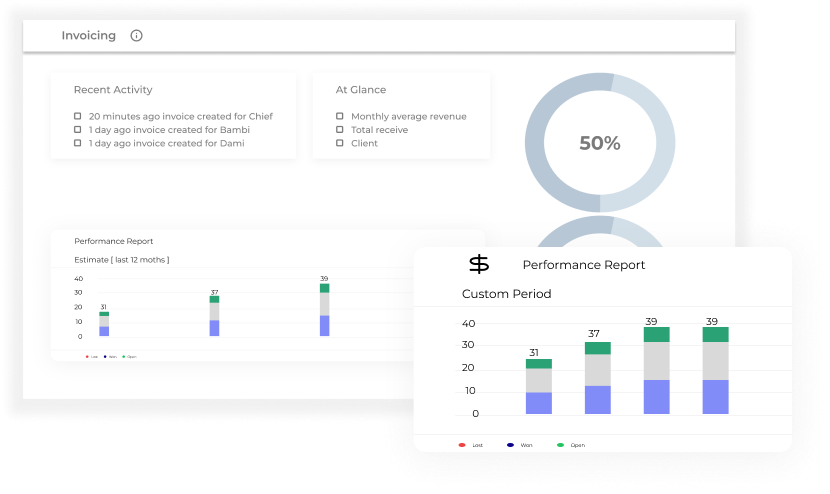 Invoicing
Recent Activity
20 minutes ago invoice created for Chief
1 day ago invoice created for Bambi
1 day ago invoice created for Dami
At Glance
Monthly average revenue
Total receive
Client
50%
Performance Report
Estimate [ last 12 moths ]
40
30
20
10
0
31
37
39
Lost Won Open
Performance Report
Custom Period
40
30
20
10
0
31
37
39
39
Lost Won Open